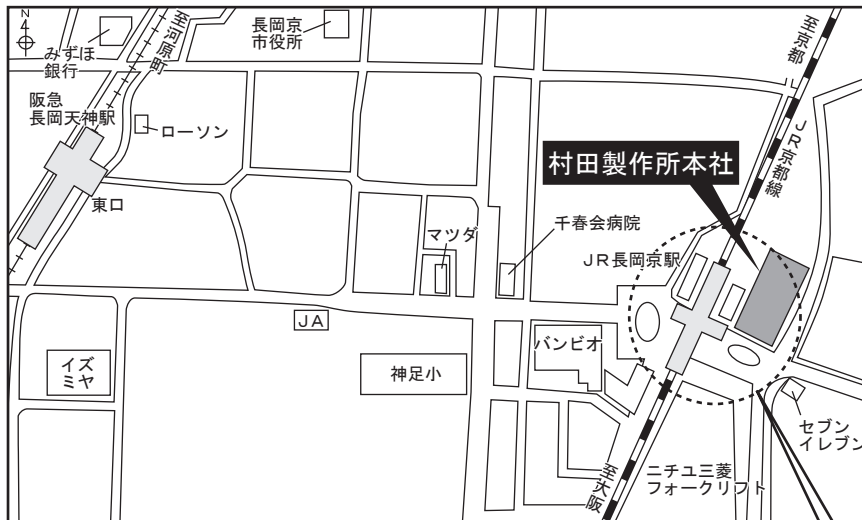 N
みずほ
銀行
至河原町
長岡京
市役所
至京都
阪急
長岡天神駅
ローソン
JR京都線
村田製作所本社
東口
マツダ
千春会病院
JR長岡京駅
JA
バンビオ
イズ
ミヤ
神足小
セブン
イレブン
至大阪
ニチユ三菱
フォークリフト